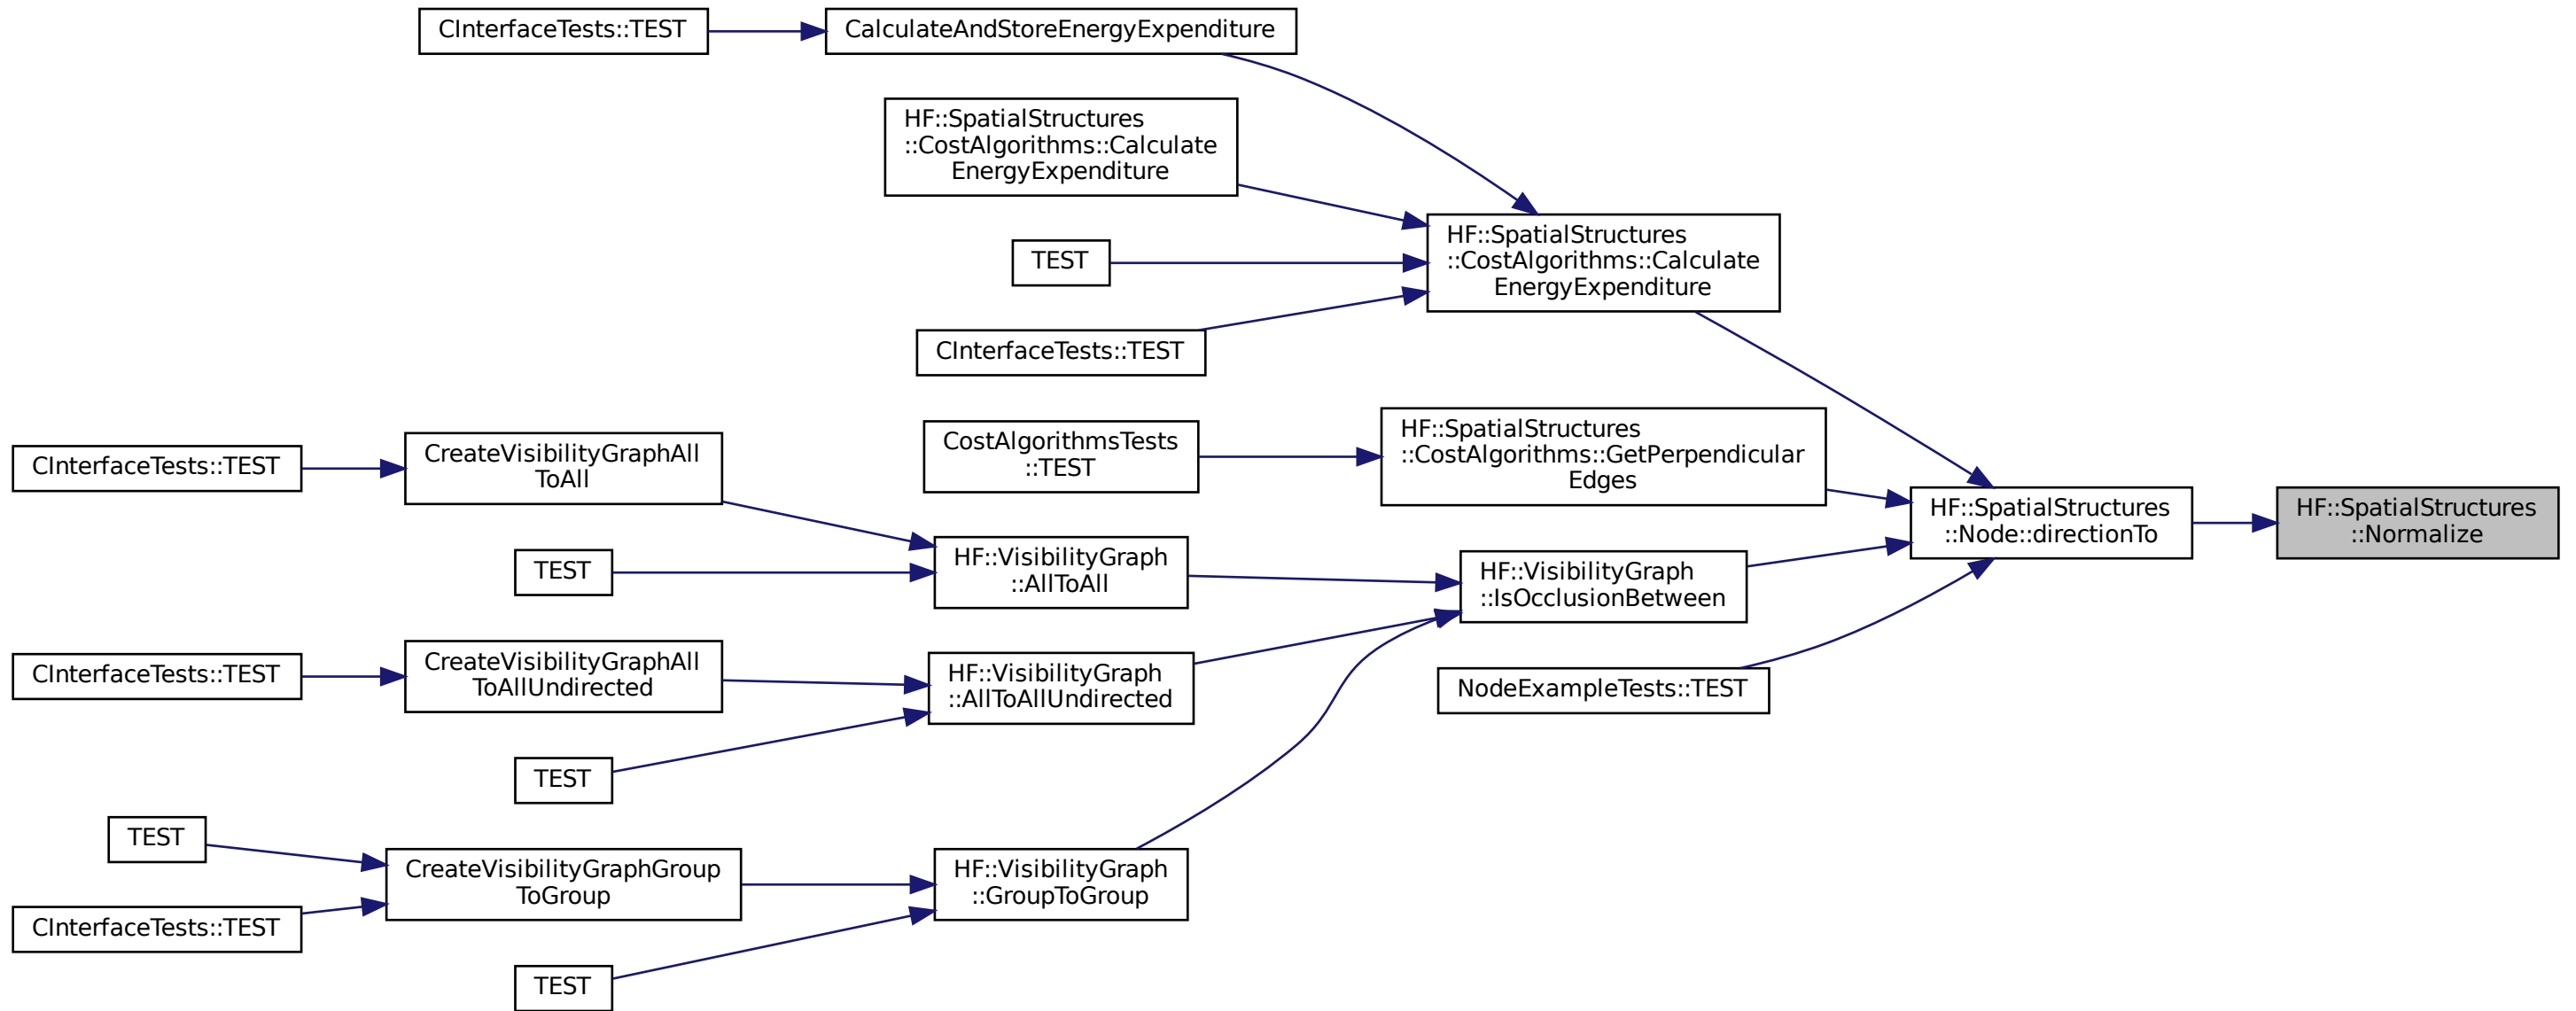 CInterfaceTests::TEST
CalculateAndStoreEnergyExpenditure
HF::SpatialStructures
::CostAlgorithms::Calculate
EnergyExpenditure
TEST
CInterfaceTests::TEST
HF::SpatialStructures
::CostAlgorithms::Calculate
EnergyExpenditure
CostAlgorithmsTests
::TEST
HF::SpatialStructures
::CostAlgorithms::GetPerpendicular
Edges
CInterfaceTests::TEST
CreateVisibilityGraphAll
ToAll
TEST
HF::VisibilityGraph
::AllToAll
HF::VisibilityGraph
::IsOcclusionBetween
HF::SpatialStructures
::Node::directionTo
HF::SpatialStructures
::Normalize
CInterfaceTests::TEST
CreateVisibilityGraphAll
ToAllUndirected
HF::VisibilityGraph
::AllToAllUndirected
NodeExampleTests::TEST
TEST
TEST
CInterfaceTests::TEST
CreateVisibilityGraphGroup
ToGroup
HF::VisibilityGraph
::GroupToGroup
TEST